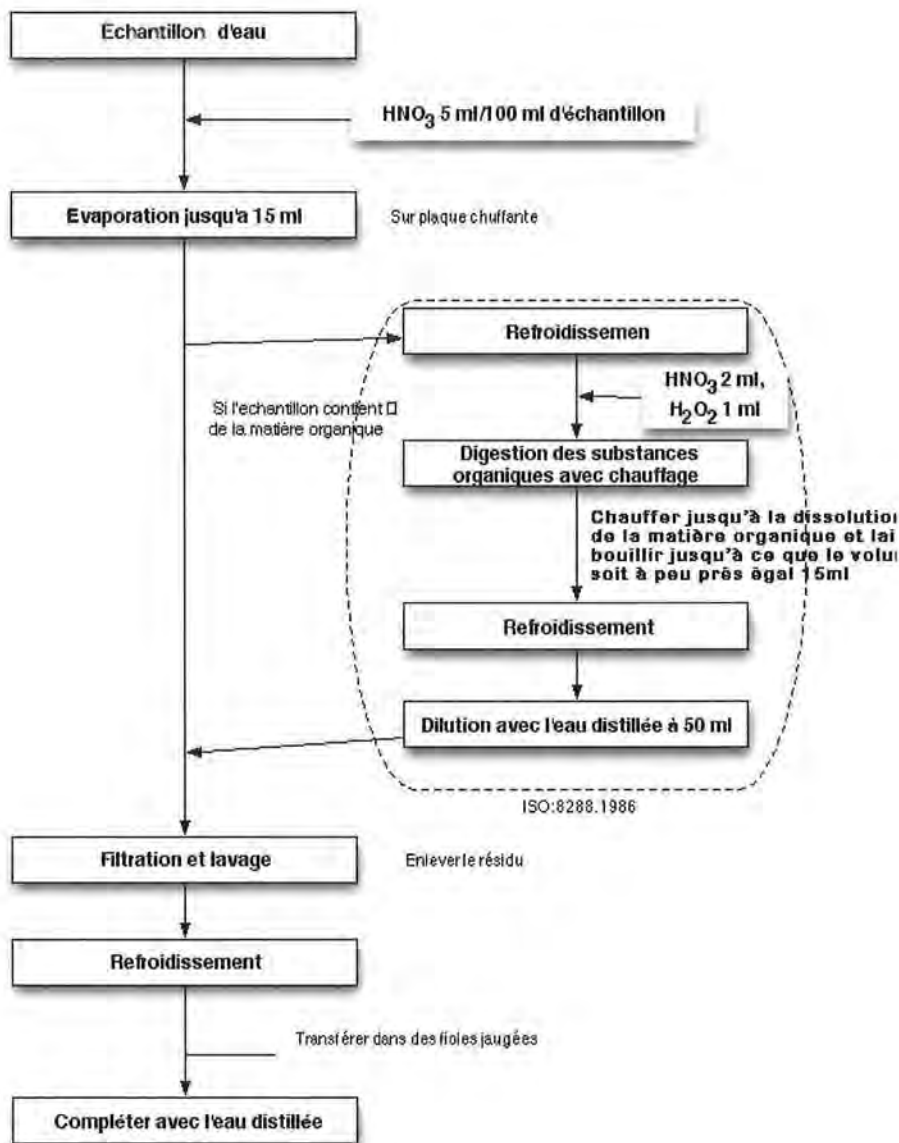 Echantillon d'eau
HNO3 5 ml/100 ml d'échantillon
Evaporation jusqu'a 15 ml
Sur plaque chuffante
Refroidissemen
HNO3 2 ml,
H2O2 1 ml
Si l'echantillon contient
de la matière organique
Digestion des substances
organiques avec chauffage
Chauffer jusqu'à la dissolution
de la matière organique et lai
bouillir jusqu'à ce que le volu
soit à peu près égal 15ml
Refroidissement
Dilution avec l'eau distillée à 50 ml
ISO:8288.1986
Filtration et lavage
Enlever le résidu
Refroidissement
Transférer dans des fioles jaugées
Compléter avec l'eau distillée